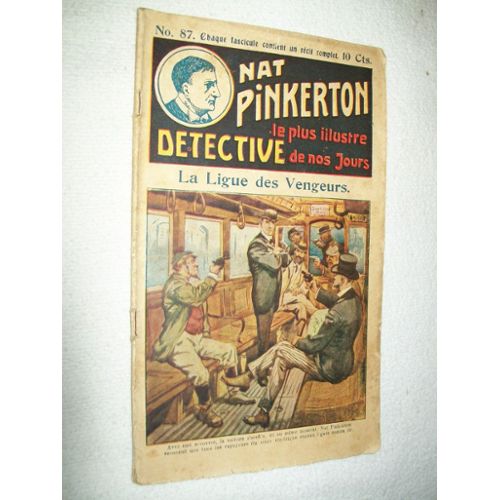 No. 87. Chaque fascicule contient un récit complet. 10 Cts.
NAT
PINKERTON
le plus illustre
DETECTIVE de nos Jours
La Ligue des Vengeurs.